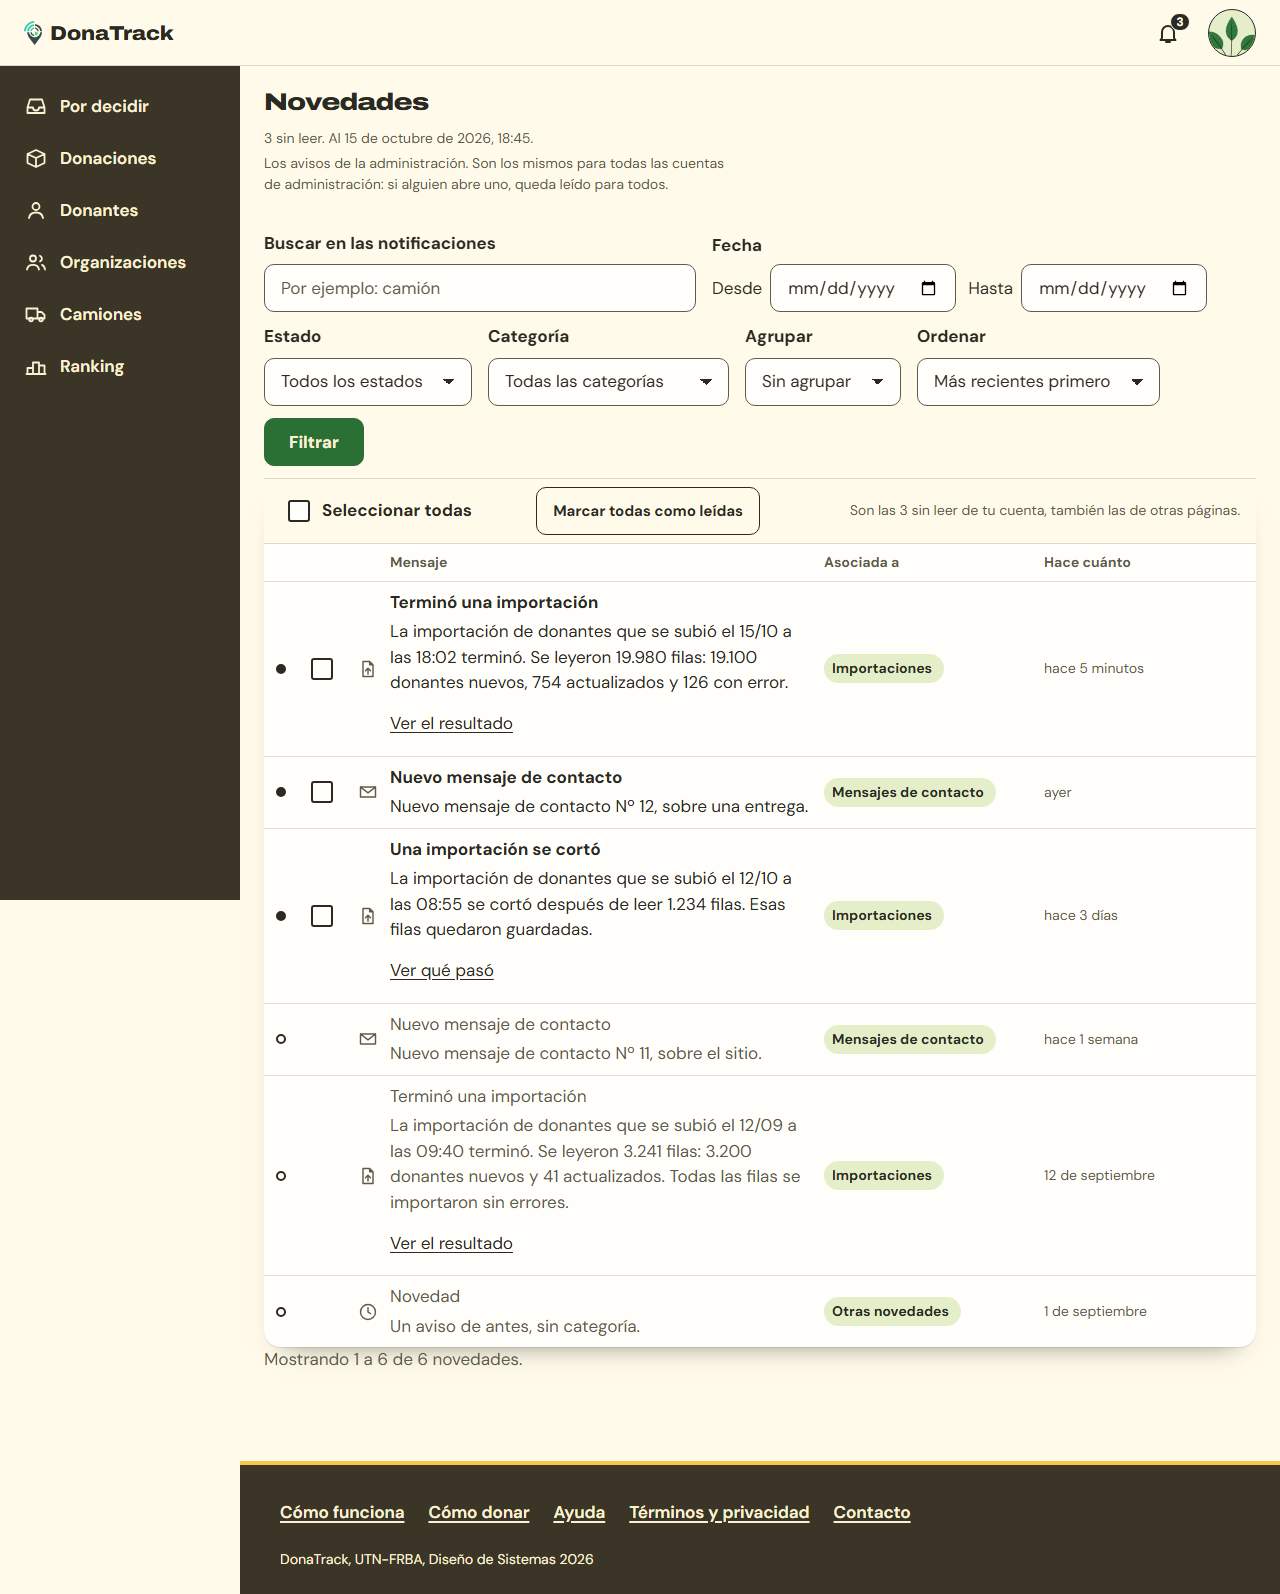 DonaTrack
3
Por decidir
Donaciones
Donantes
Organizaciones
Camiones
Ranking
Novedades
3 sin leer. Al 15 de octubre de 2026, 18:45.
Los avisos de la administración. Son los mismos para todas las cuentas
de administración: si alguien abre uno, queda leído para todos.
Buscar en las notificaciones
Por ejemplo: camión
Fecha
Desde
mm/dd/yyyy
Hasta
mm/dd/yyyy
Estado
Todos los estados
Categoría
Todas las categorías
Agrupar
Sin agrupar
Ordenar
Más recientes primero
Filtrar
Seleccionar todas
Marcar todas como leídas
Son las 3 sin leer de tu cuenta, también las de otras páginas.
Mensaje
Asociada a
Hace cuánto
Terminó una importación
La importación de donantes que se subió el 15/10 a
las 18:02 terminó. Se leyeron 19.980 filas: 19.100
donantes nuevos, 754 actualizados y 126 con error.
Ver el resultado
Importaciones
hace 5 minutos
Nuevo mensaje de contacto
Nuevo mensaje de contacto Nº 12, sobre una entrega.
Mensajes de contacto
ayer
Una importación se cortó
La importación de donantes que se subió el 12/10 a
las 08:55 se cortó después de leer 1.234 filas. Esas
filas quedaron guardadas.
Ver qué pasó
Importaciones
hace 3 días
Nuevo mensaje de contacto
Nuevo mensaje de contacto Nº 11, sobre el sitio.
Mensajes de contacto
hace 1 semana
Terminó una importación
La importación de donantes que se subió el 12/09 a
las 09:40 terminó. Se leyeron 3.241 filas: 3.200
donantes nuevos y 41 actualizados. Todas las filas se
importaron sin errores.
Ver el resultado
Importaciones
12 de septiembre
Novedad
Un aviso de antes, sin categoría.
Otras novedades
1 de septiembre
Mostrando 1 a 6 de 6 novedades.
Cómo funciona
Cómo donar
Ayuda
Términos y privacidad
Contacto
DonaTrack, UTN-FRBA, Diseño de Sistemas 2026